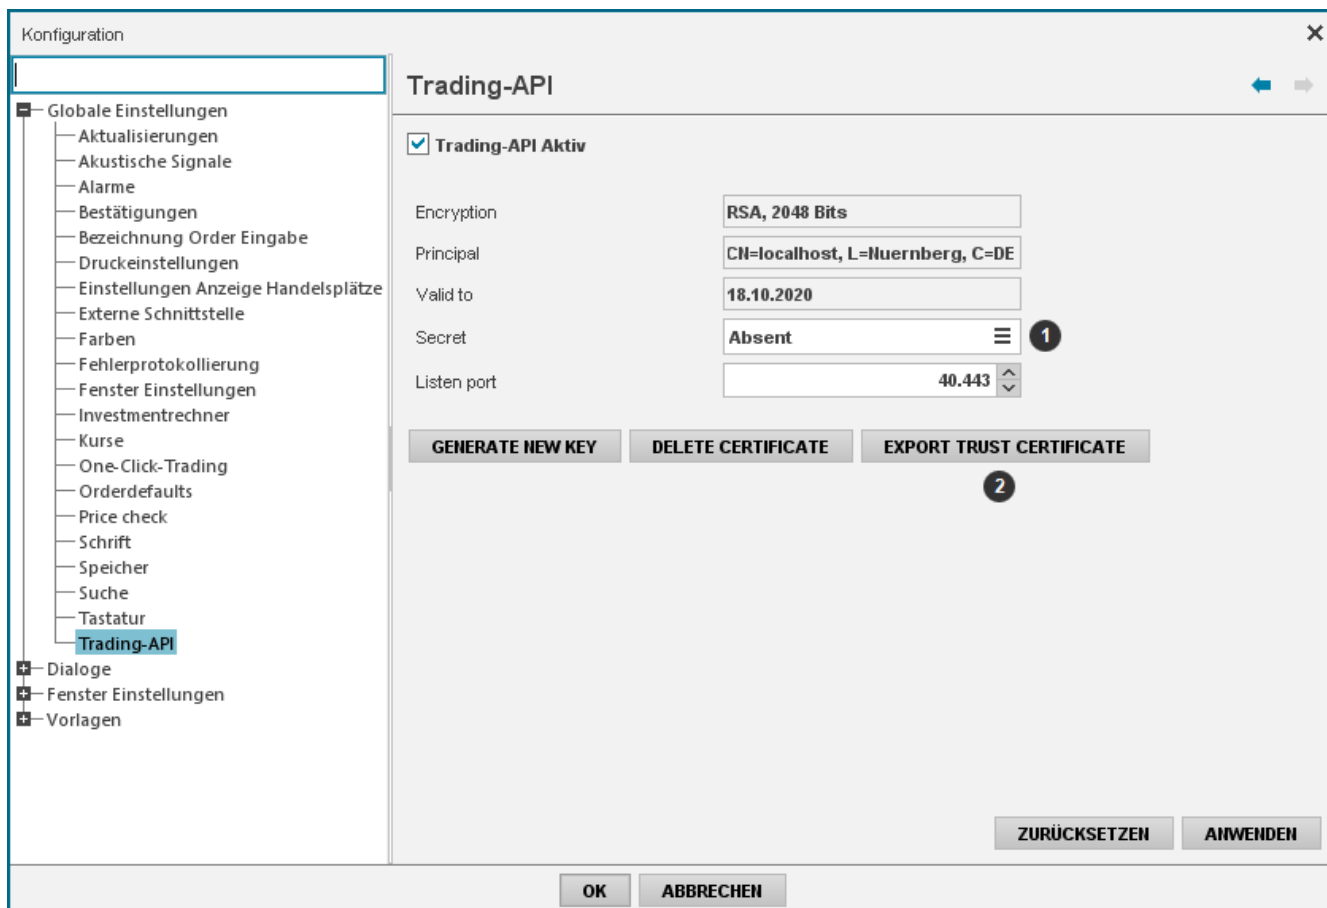 Konfiguration
Trading-API
Globale Einstellungen
Aktualisierungen
Akustische Signale
Alarme
Bestätigungen
Bezeichnung Order Eingabe
Druckeinstellungen
Einstellungen Anzeige Handelsplätze
Externe Schnittstelle
Farben
Fehlerprotokollierung
Fenster Einstellungen
Investmentrechner
Kurse
One-Click-Trading
Orderdefaults
Price check
Schrift
Speicher
Suche
Tastatur
Trading-API
Dialoge
Fenster Einstellungen
Vorlagen
Trading-API Aktiv
Encryption RSA, 2048 Bits
Principal CN=localhost, L=Nuernberg, C=DE
Valid to 18.10.2020
Secret Absent 1
Listen port 40.443
GENERATE NEW KEY DELETE CERTIFICATE EXPORT TRUST CERTIFICATE
2
ZURÜCKSETZEN ANWENDEN
OK ABBRECHEN